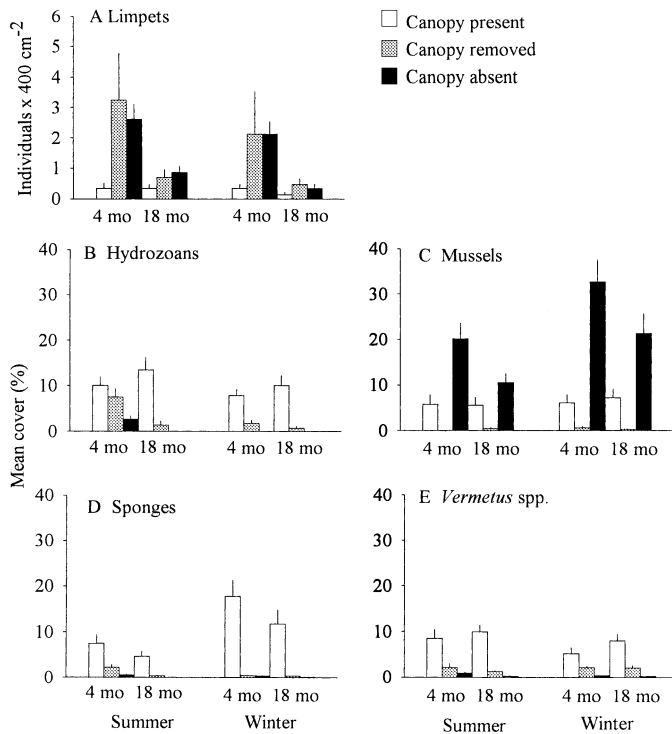 A Limpets
Canopy present
Canopy removed
Canopy absent
Individuals x 400 cm-2
6
5
4
3
2
1
0
4 mo 18 mo 4 mo 18 mo
B Hydrozoans
40
30
20
10
0
4 mo 18 mo 4 mo 18 mo
C Mussels
40
30
20
10
0
4 mo 18 mo 4 mo 18 mo
Mean cover (%)
D Sponges
40
30
20
10
0
4 mo 18 mo 4 mo 18 mo
Summer Winter
E Vermetus spp.
40
30
20
10
0
4 mo 18 mo 4 mo 18 mo
Summer Winter